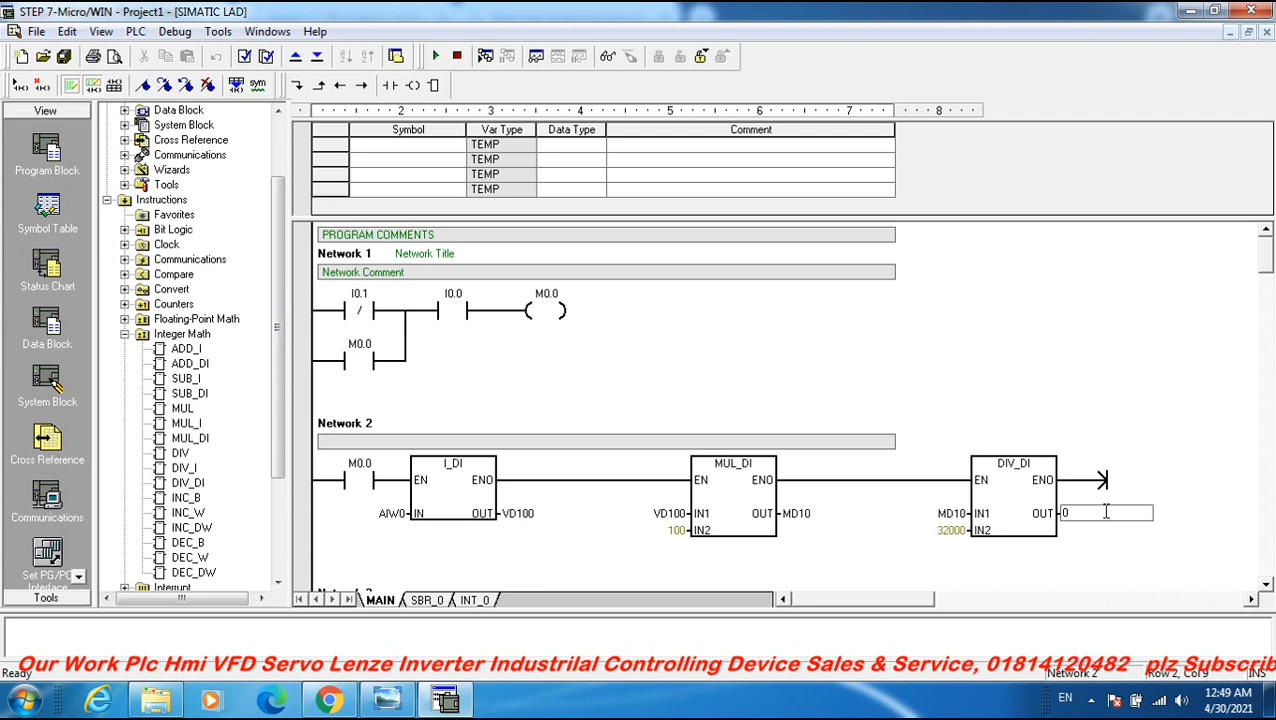 STEP 7-Micro/WIN - Project1 - [SIMATIC LAD]
File Edit View PLC Debug Tools Windows Help
sym
View
Program Block
Symbol Table
Status Chart
Data Block
System Block
Cross Reference
Communications
Set PG/PC
Tools
Data Block
System Block
Cross Reference
Communications
Wizards
Tools
Instructions
Favorites
Bit Logic
Clock
Communications
Compare
Convert
Counters
Floating-Point Math
Integer Math
ADD_I
ADD_DI
SUB_I
SUB_DI
MUL
MUL_I
MUL_DI
DIV
DIV_I
DIV_DI
INC_B
INC_W
INC_DW
DEC_B
DEC_W
DEC_DW
Interrupt
2 3 4 5 6 7 8
Symbol Var Type Data Type Comment
TEMP
TEMP
TEMP
TEMP
PROGRAM COMMENTS
Network 1 Network Title
Network Comment
I0.1 I0.0 M0.0
/
M0.0
Network 2
M0.0 I_DI MUL_DI DIV_DI
EN ENO EN ENO EN ENO
AIW0 IN OUT VD100 VD100 IN1 OUT MD10 MD10 IN1 OUT 0
100 IN2 32000 IN2
MAIN SBR_0 INT_0
Our Work Plc Hmi VFD Servo Lenze Inverter Industrilal Controlling Device Sales & Service, 01814120482 plz Subscrib
Ready Network 2 Row 2, Col 9 INS
EN 12:49 AM
4/30/2021